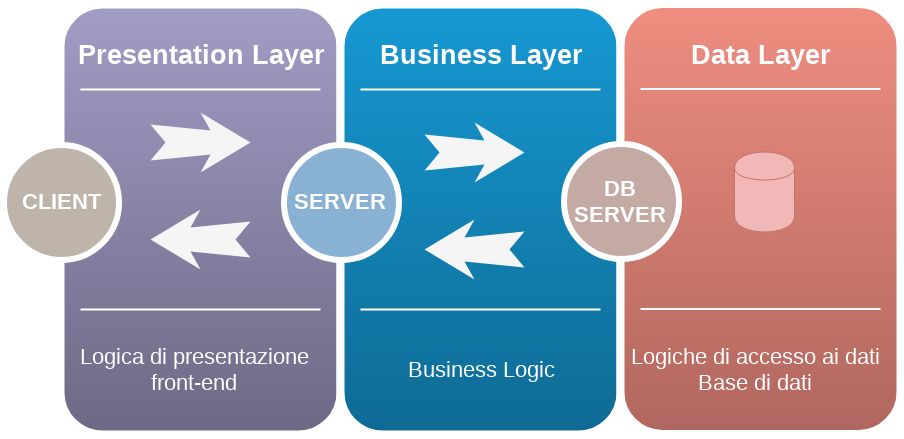 Presentation Layer
Business Layer
Data Layer
CLIENT
SERVER
DB
SERVER
Logica di presentazione
front-end
Business Logic
Logiche di accesso ai dati
Base di dati